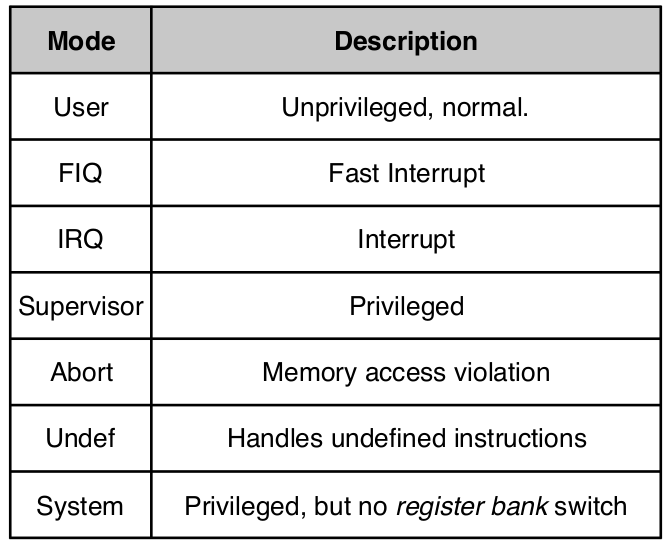 Mode Description
User Unprivileged, normal.
FIQ Fast Interrupt
IRQ Interrupt
Supervisor Privileged
Abort Memory access violation
Undef Handles undefined instructions
System Privileged, but no register bank switch